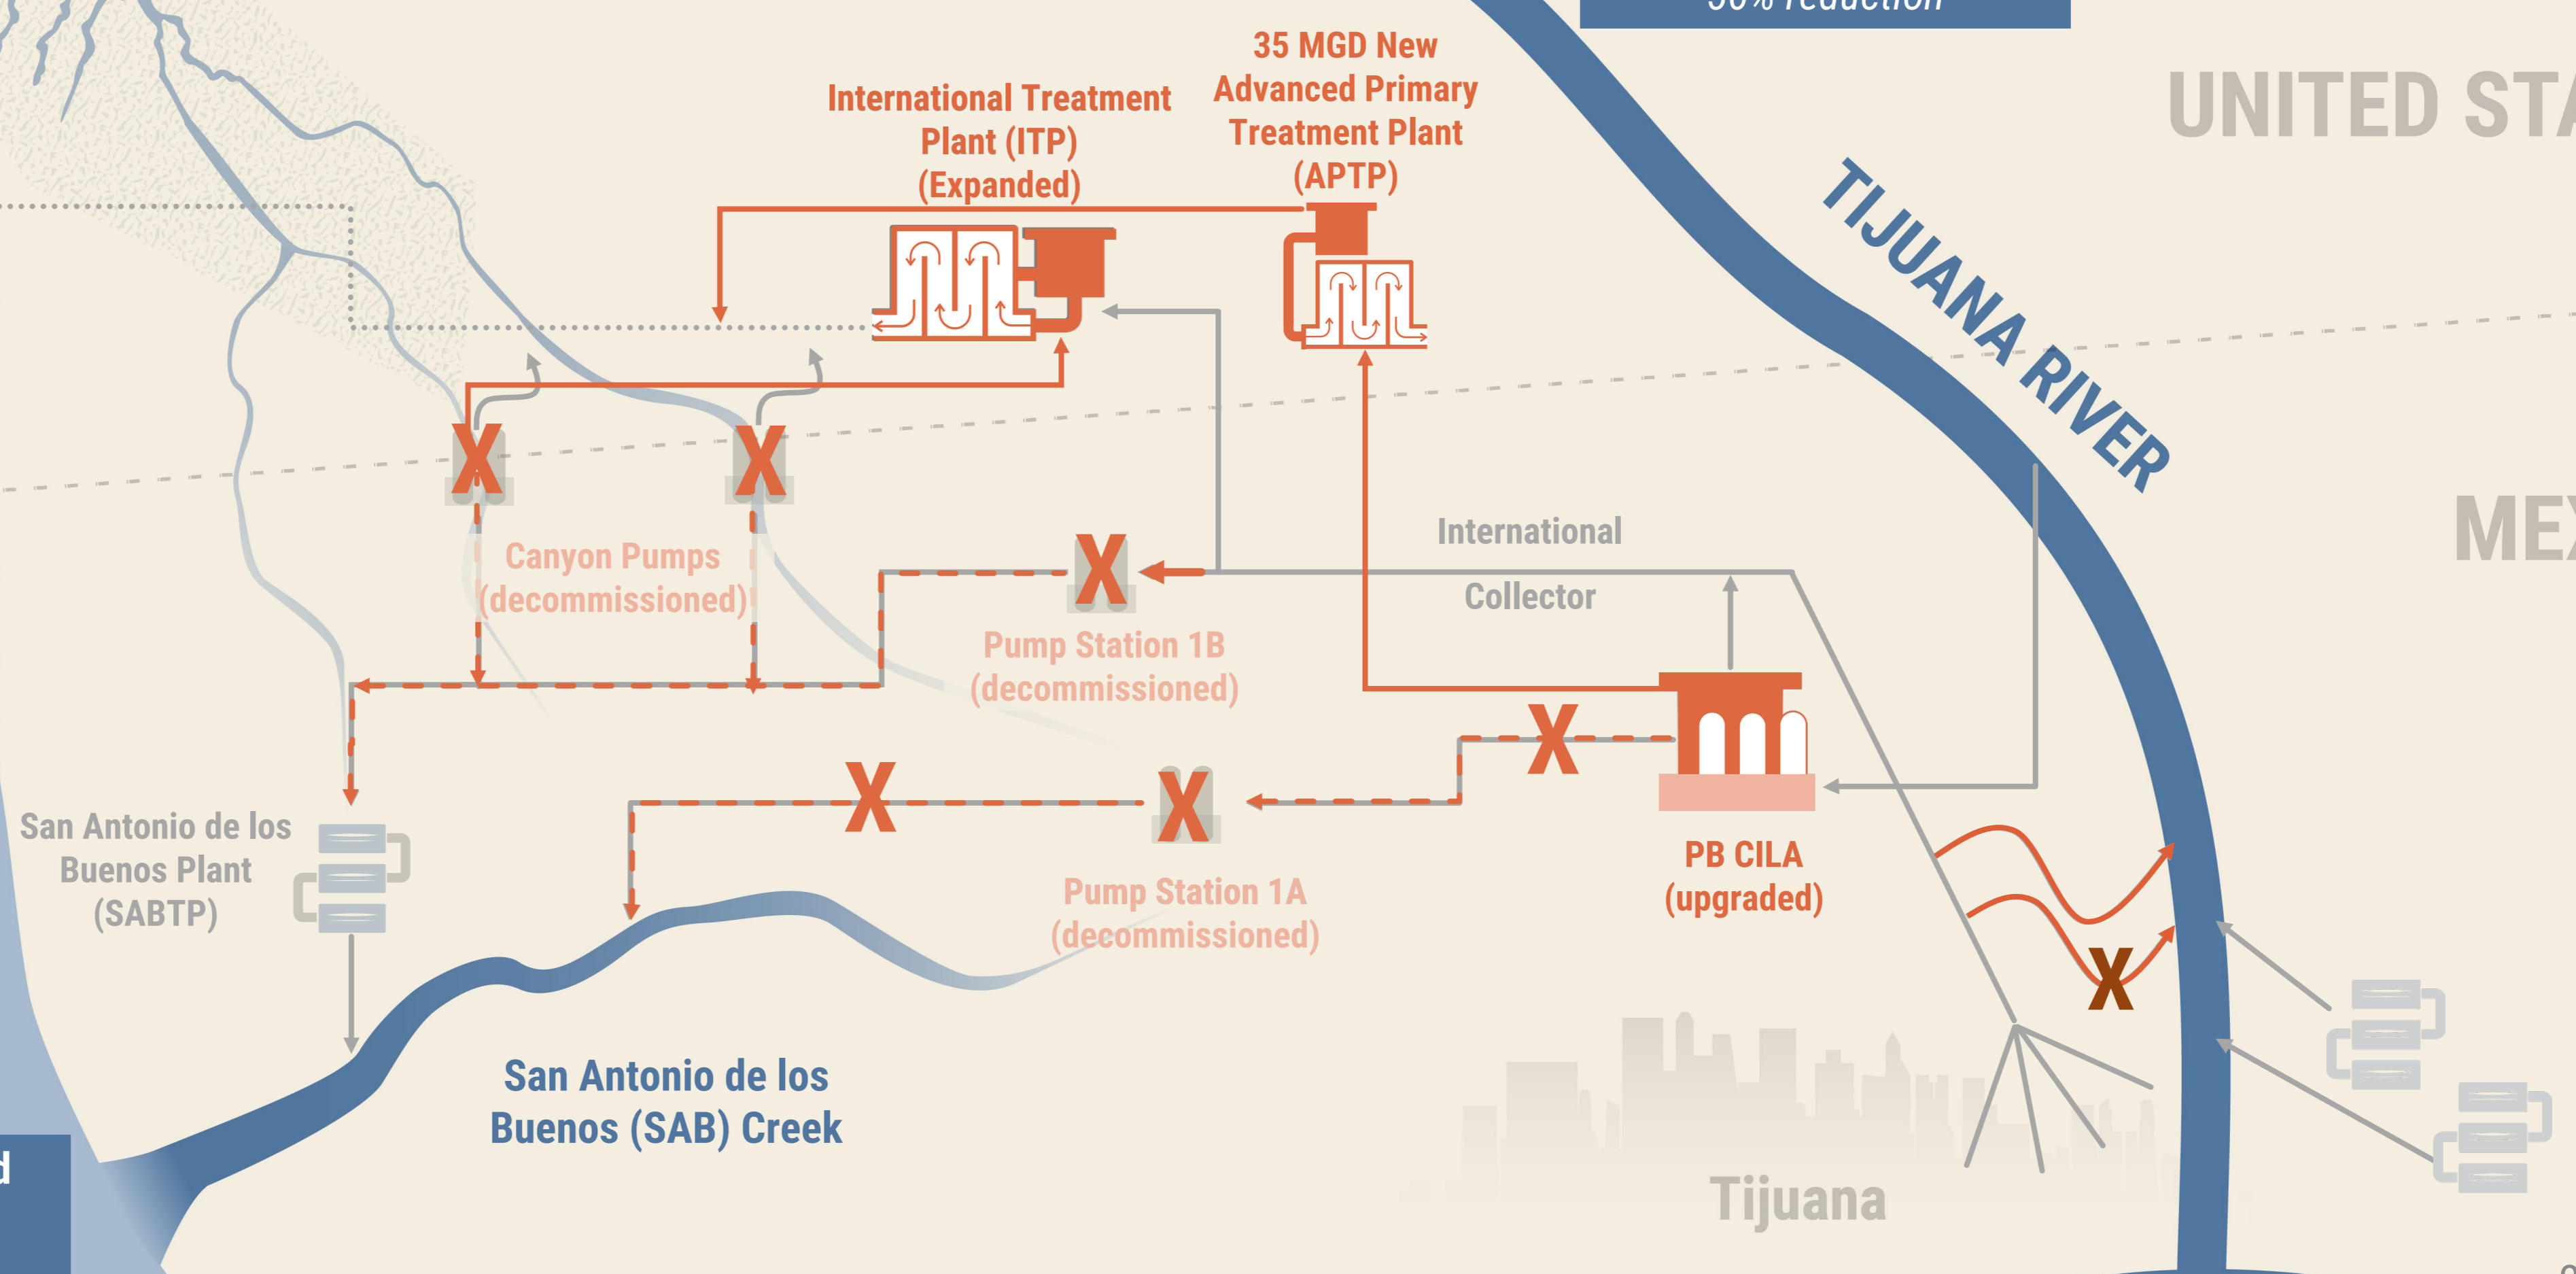 50% reduction
35 MGD New
Advanced Primary
Treatment Plant
(APTP)
International Treatment
Plant (ITP)
(Expanded)
UNITED STA
TIJUANA RIVER
MEX
International
Collector
Canyon Pumps
(decommissioned)
Pump Station 1B
(decommissioned)
San Antonio de los
Buenos Plant
(SABTP)
PB CILA
(upgraded)
Pump Station 1A
(decommissioned)
San Antonio de los
Buenos (SAB) Creek
Tijuana
d